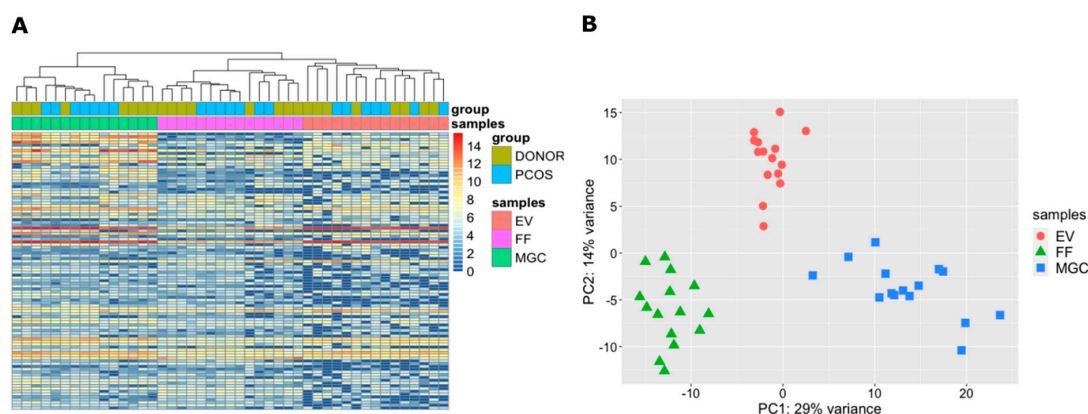 A
group
samples
group
DONOR
PCOS
samples
EV
FF
MGC
14
12
10
8
6
4
2
0
B
15
10
5
0
-5
-10
PC2: 14% variance
-10
0
10
20
PC1: 29% variance
samples
EV
FF
MGC